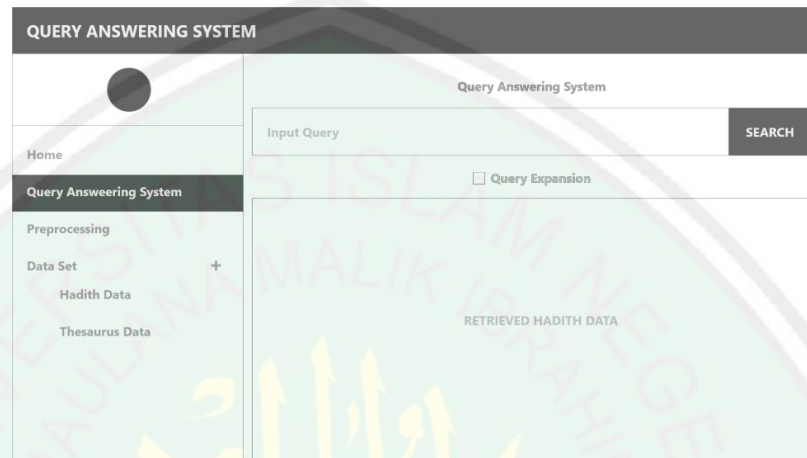 QUERY ANSWERING SYSTEM
Query Answering System
Input Query
SEARCH
Query Expansion
Home
Query Answeering System
Preprocessing
Data Set +
Hadith Data
Thesaurus Data
RETRIEVED HADITH DATA